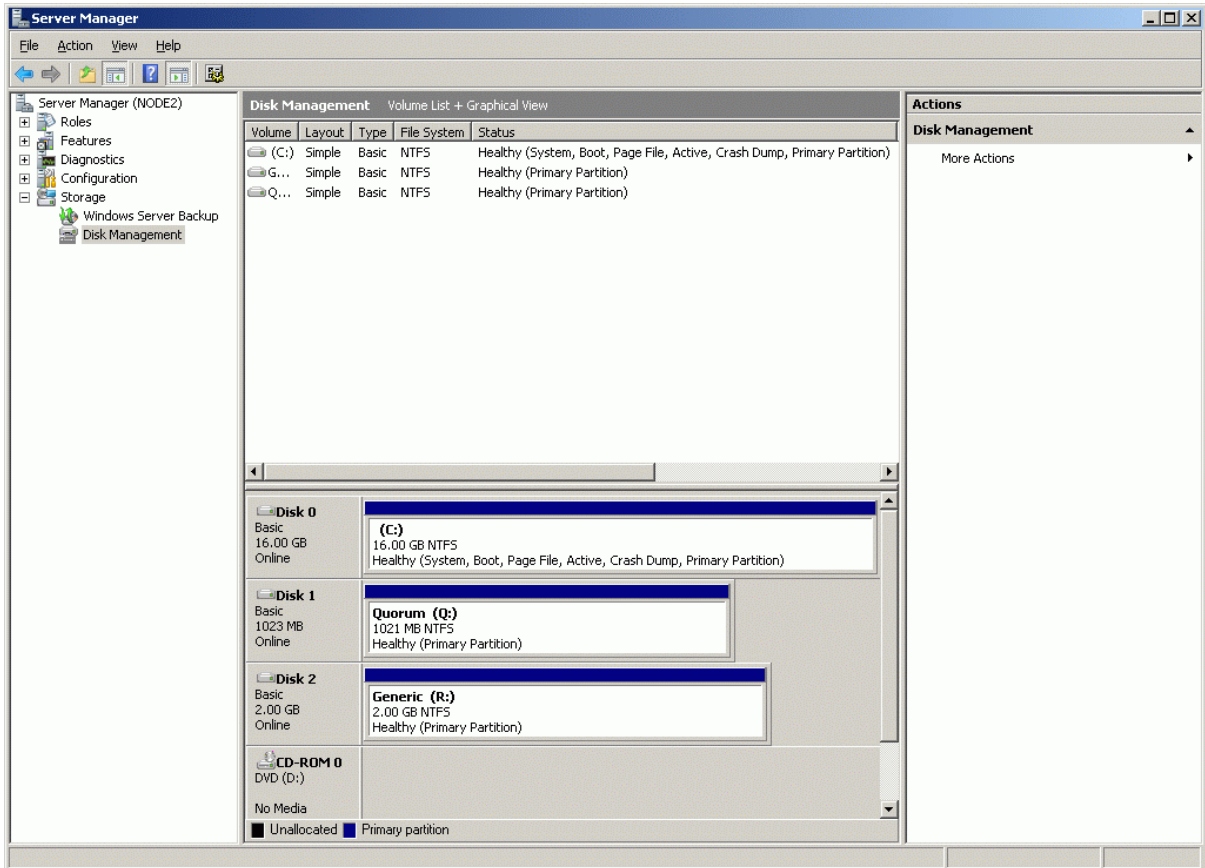 Server Manager
File Action View Help
Server Manager (NODE2)
Roles
Features
Diagnostics
Configuration
Storage
Windows Server Backup
Disk Management
Disk Management Volume List + Graphical View
Volume Layout Type File System Status
(C:) Simple Basic NTFS Healthy (System, Boot, Page File, Active, Crash Dump, Primary Partition)
G... Simple Basic NTFS Healthy (Primary Partition)
Q... Simple Basic NTFS Healthy (Primary Partition)
Disk 0
Basic
16.00 GB
Online
(C:)
16.00 GB NTFS
Healthy (System, Boot, Page File, Active, Crash Dump, Primary Partition)
Disk 1
Basic
1023 MB
Online
Quorum (Q:)
1021 MB NTFS
Healthy (Primary Partition)
Disk 2
Basic
2.00 GB
Online
Generic (R:)
2.00 GB NTFS
Healthy (Primary Partition)
CD-ROM 0
DVD (D:)
No Media
Unallocated Primary partition
Actions
Disk Management
More Actions